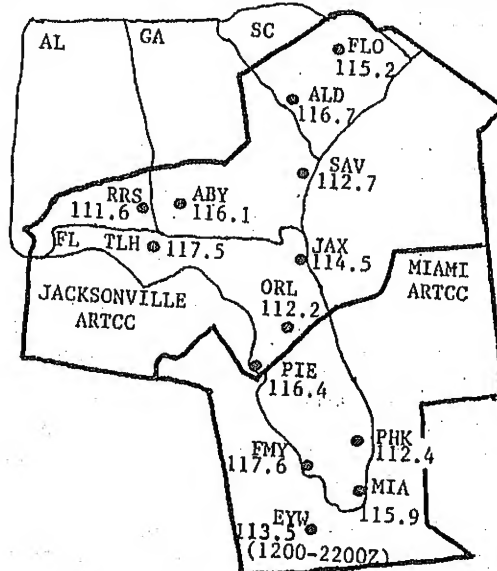 AL
GA
SC
FLO
115.2
ALD
116.7
SAV
112.7
RRS
111.6
ABY
116.1
FL
TLH
117.5
JAX
114.5
JACKSONVILLE
ARTCC
ORL
112.2
MIAMI
ARTCC
PIE
116.4
FMY
117.6
PHK
112.4
MIA
115.9
EYW
113.5
(1200-2200Z)